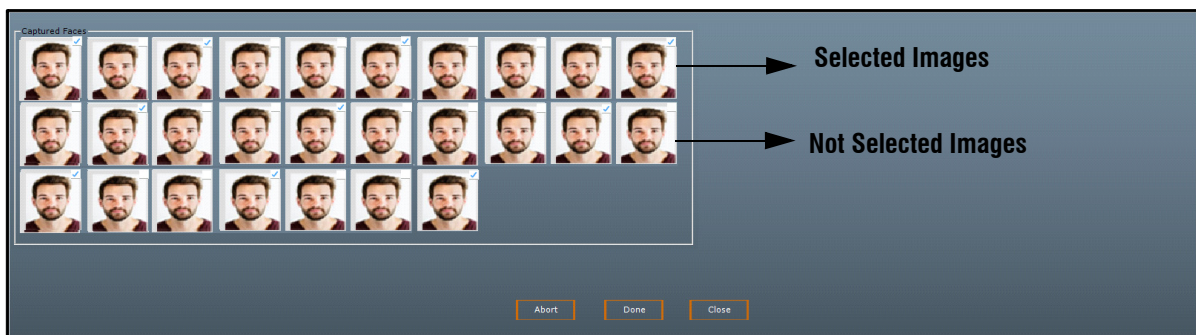 Captured Faces
Selected Images
Not Selected Images
Abort Done Close